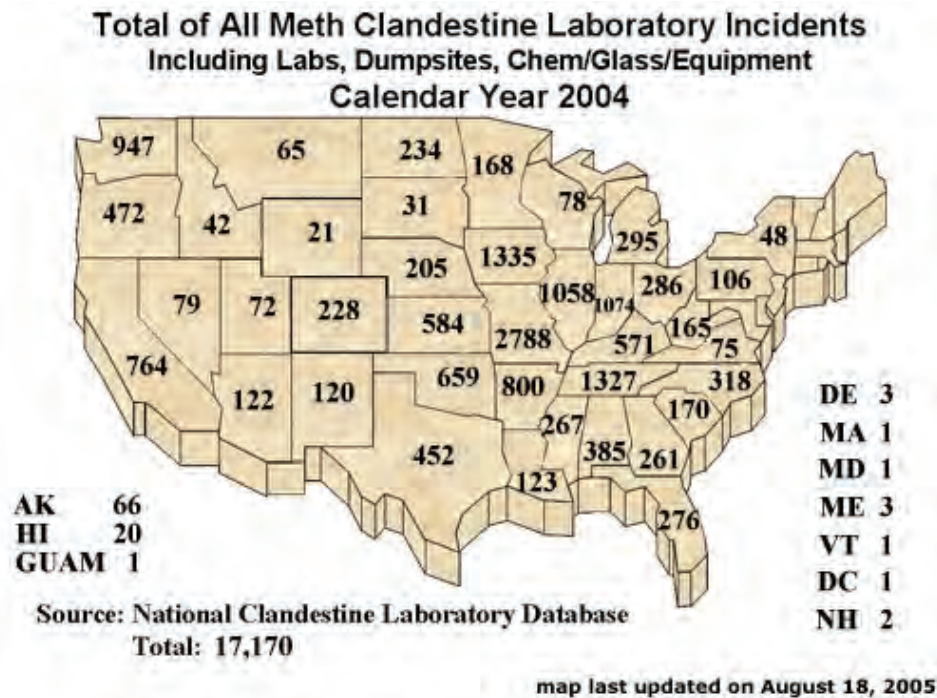 Total of All Meth Clandestine Laboratory Incidents
Including Labs, Dumpsites, Chem/Glass/Equipment
Calendar Year 2004
947
65
234
168
472
42
21
31
78
295
48
79
72
228
205
1335
1058
1074
286
106
764
584
2788
571
165
75
122
120
659
800
1327
318
452
267
385
261
170
123
276
AK 66
HI 20
GUAM 1
DE 3
MA 1
MD 1
ME 3
VT 1
DC 1
NH 2
Source: National Clandestine Laboratory Database
Total: 17,170
map last updated on August 18, 2005